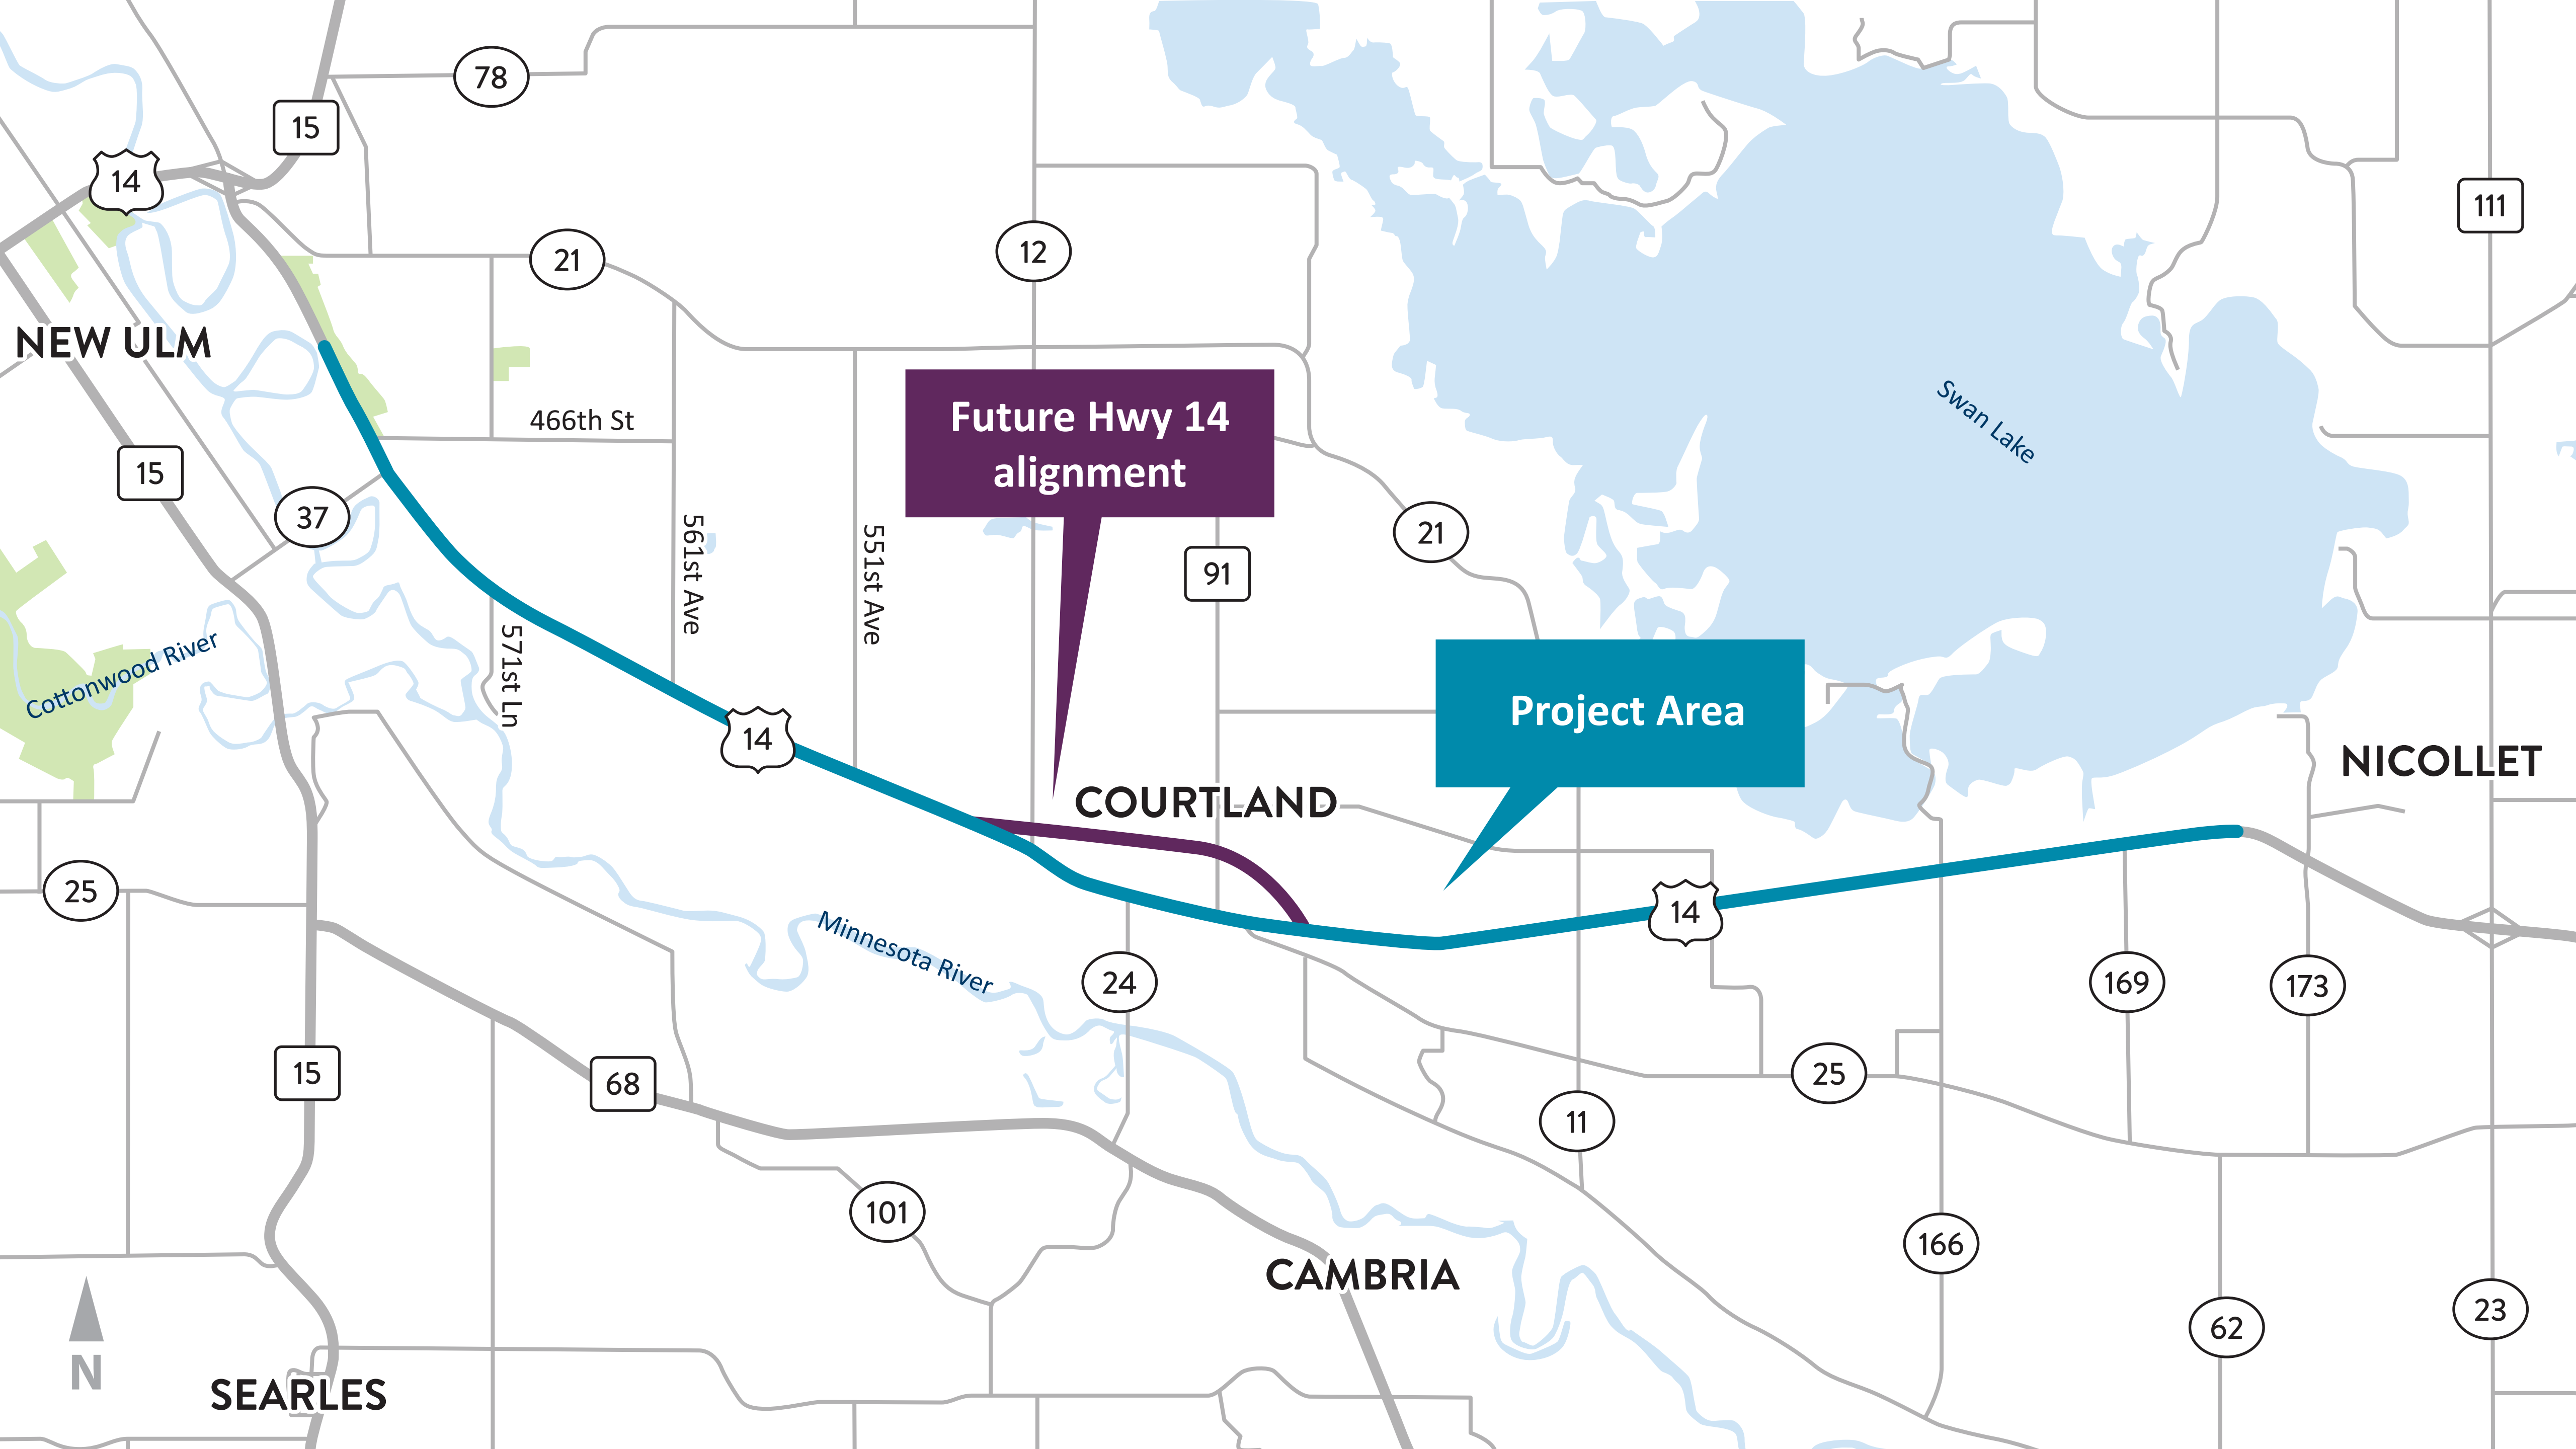 78
15
14
111
12
21
NEW ULM
Swan Lake
466th St
Future Hwy 14
alignment
15
37
561st Ave
551st Ave
91
21
Cottonwood River
571st Ln
14
Project Area
NICOLLET
COURTLAND
25
14
Minnesota River
24
169
173
15
68
25
11
101
166
CAMBRIA
23
62
N
SEARLES